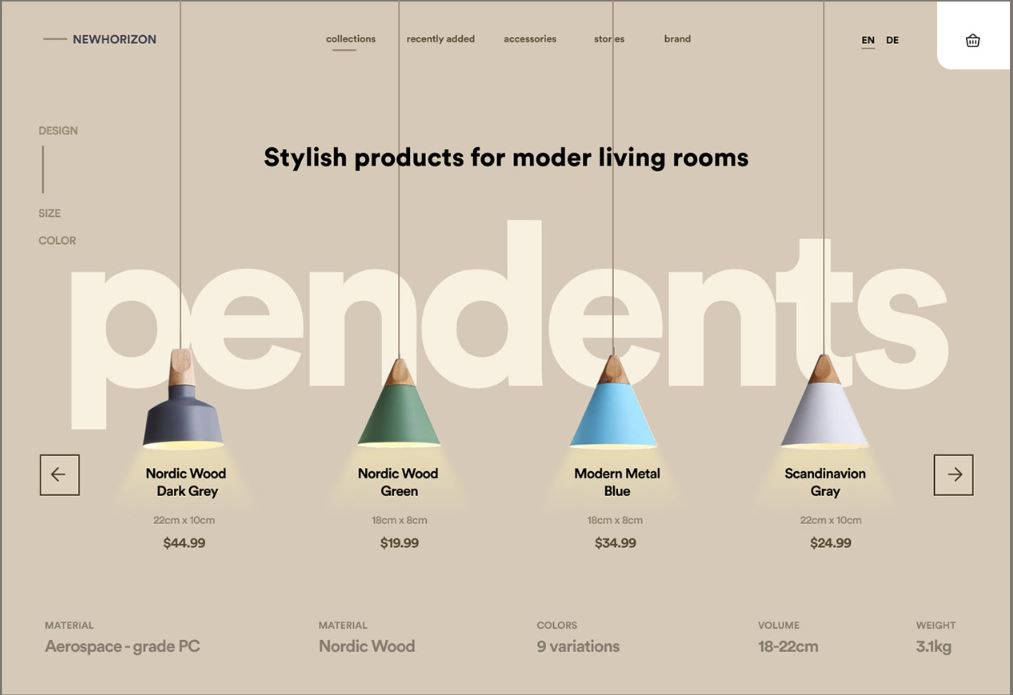 NEWHORIZON
collections
recently added
accessories
stories
brand
EN DE
DESIGN
SIZE
COLOR
Stylish products for moder living rooms
pendents
Nordic Wood
Dark Grey
22cm x 10cm
$44.99
Nordic Wood
Green
18cm x 8cm
$19.99
Modern Metal
Blue
18cm x 8cm
$34.99
Scandinavion
Gray
22cm x 10cm
$24.99
MATERIAL
Aerospace - grade PC
MATERIAL
Nordic Wood
COLORS
9 variations
VOLUME
18-22cm
WEIGHT
3.1kg